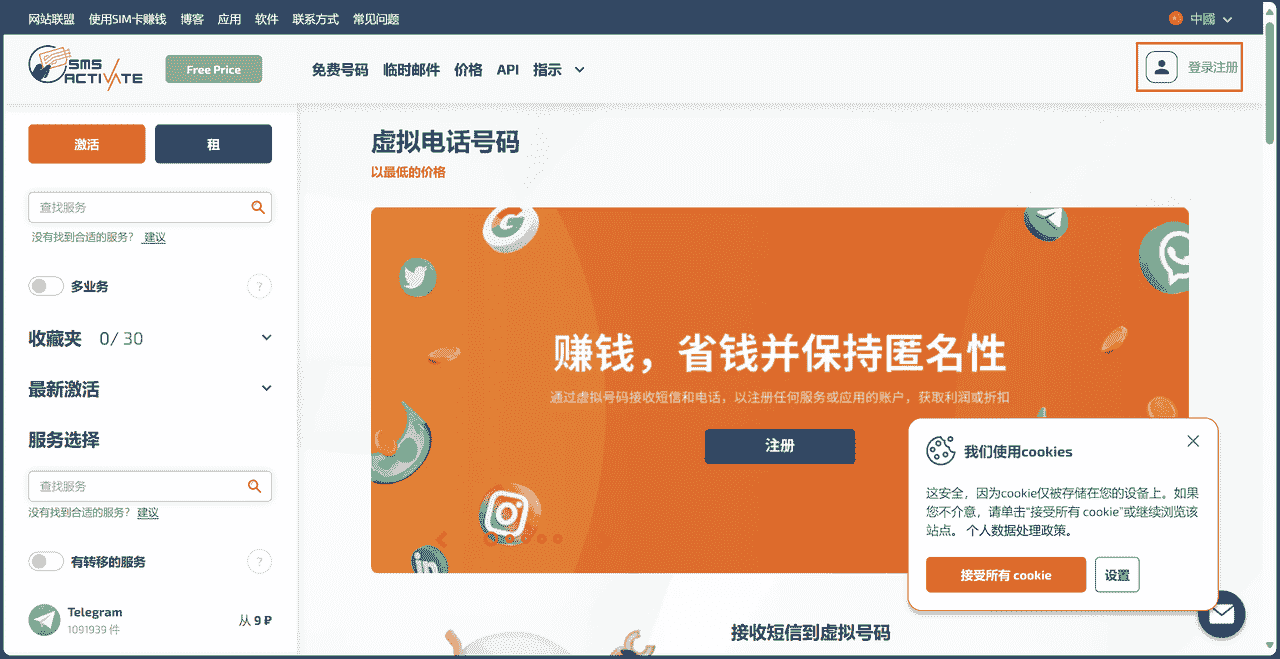 网站联盟 使用SIM卡赚钱 博客 应用 软件 联系方式 常见问题 中國
SMS ACTIVATE
Free Price
免费号码 临时邮件 价格 API 指示
登录注册
激活 租
查找服务
没有找到合适的服务? 建议
多业务 ?
收藏夹 0/ 30
最新激活
服务选择
查找服务
没有找到合适的服务? 建议
有转移的服务 ?
Telegram
1091939 件
从 9 ₽
虚拟电话号码
以最低的价格
赚钱，省钱并保持匿名性
通过虚拟号码接收短信和电话，以注册任何服务或应用的账户，获取利润或折扣
注册
in
接收短信到虚拟号码
我们使用cookies
这安全，因为cookie仅被存储在您的设备上。如果
您不介意，请单击“接受所有 cookie”或继续浏览该
站点。 个人数据处理政策。
接受所有 cookie 设置